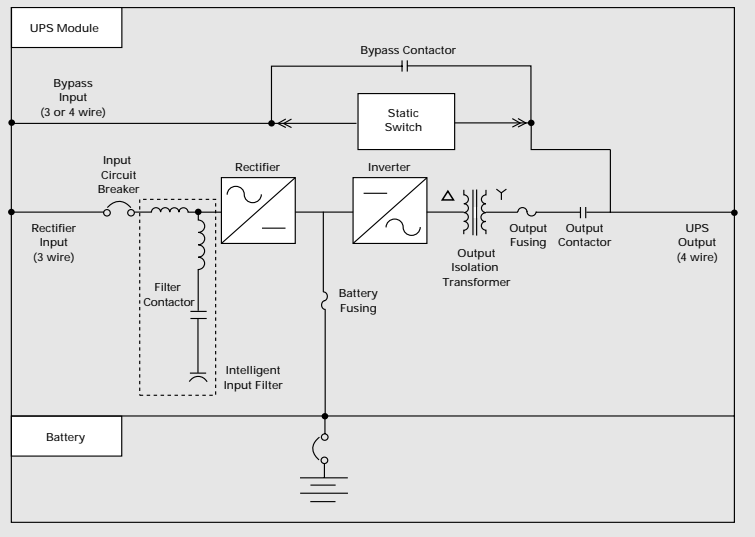 UPS Module
Bypass Contactor
Bypass
Input
(3 or 4 wire)
Static
Switch
Input
Circuit
Breaker
Rectifier
Inverter
Rectifier
Input
(3 wire)
Output
Isolation
Transformer
Output
Fusing
Output
Contactor
UPS
Output
(4 wire)
Filter
Contactor
Battery
Fusing
Intelligent
Input Filter
Battery